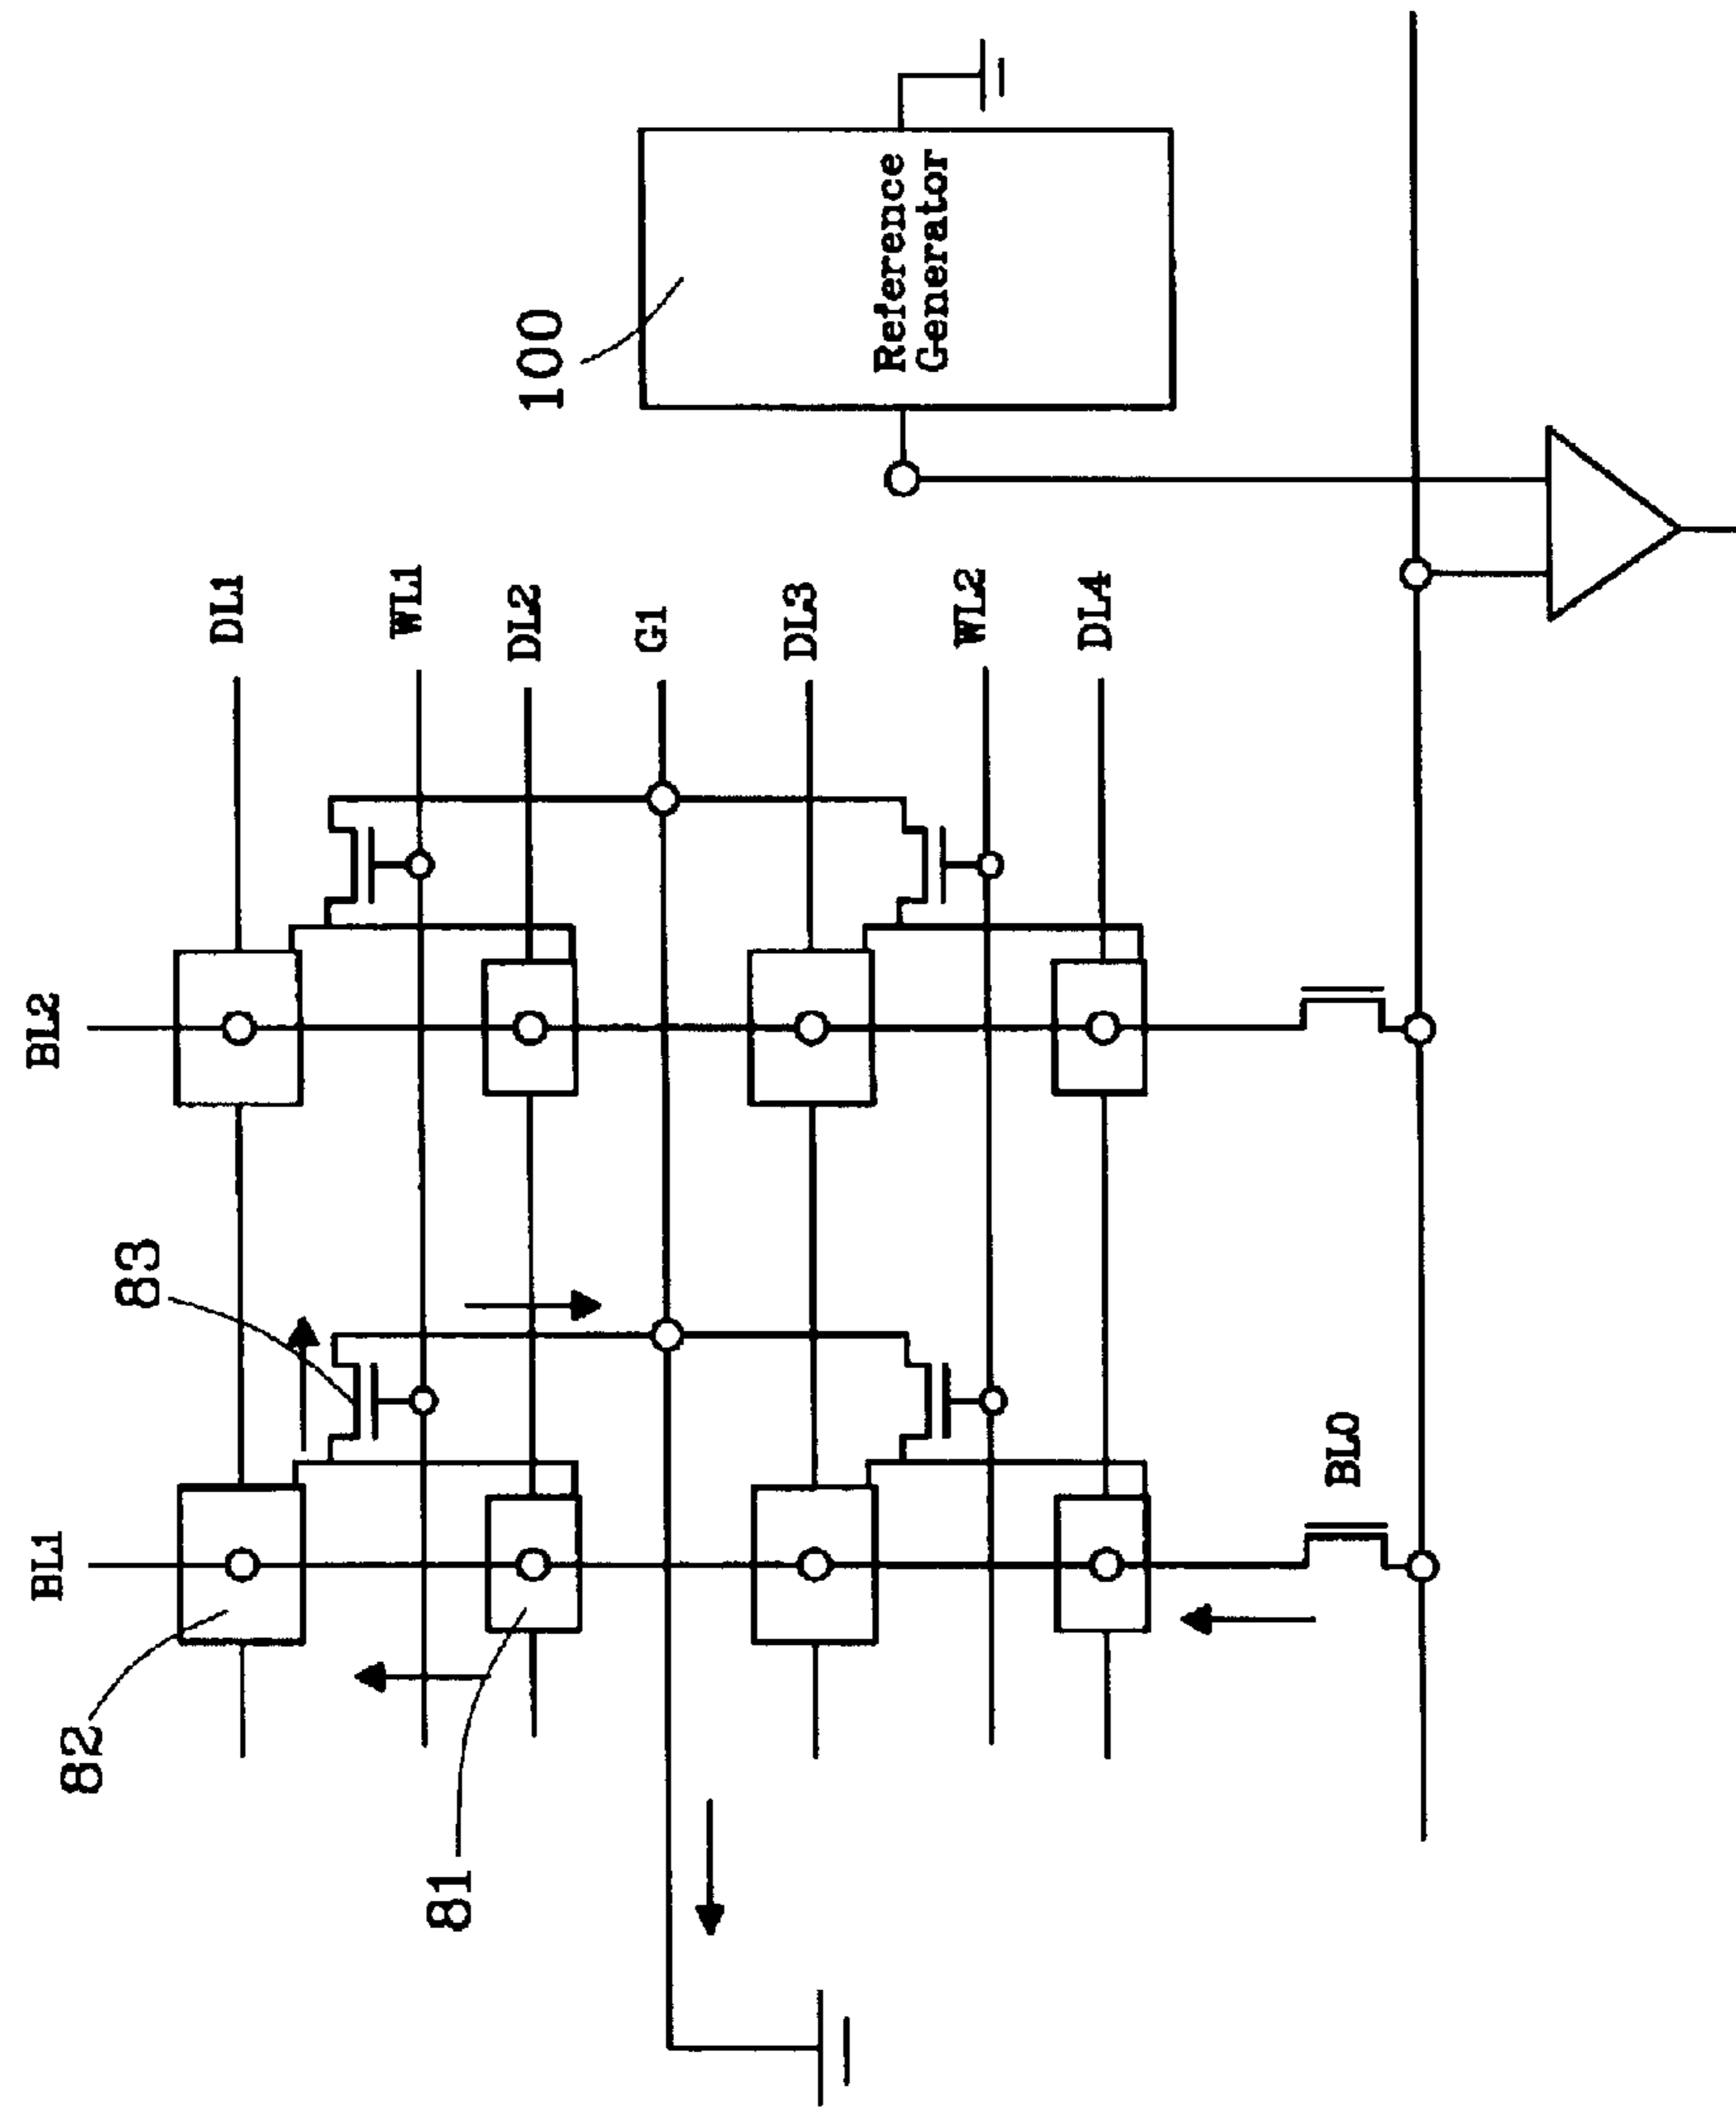 BL1
BL2
82
83
81
DL1
WL1
DL2
G1
DL3
WL2
DL4
BL0
100
Reference
Generator